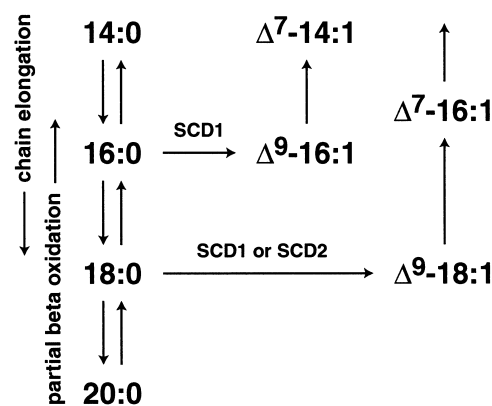 14:0
Δ7-14:1
Δ7-16:1
SCD1
16:0
Δ9-16:1
SCD1 or SCD2
18:0
Δ9-18:1
20:0
chain elongation
partial beta oxidation